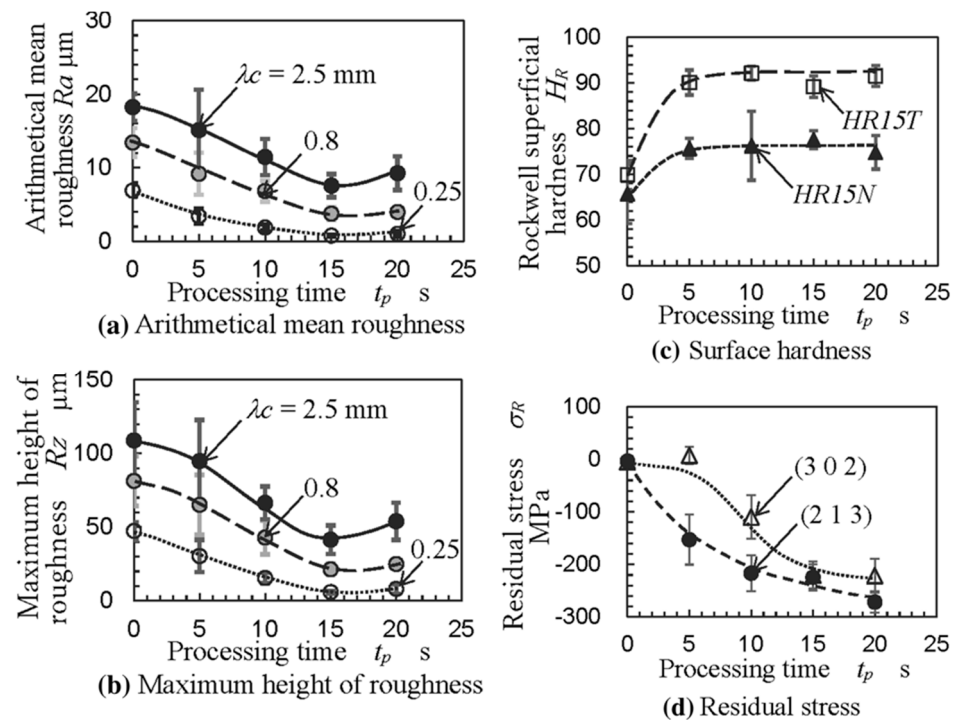 Arithmetical mean
roughness Ra μm
30
20
10
0
λc = 2.5 mm
0.8
0.25
0 5 10 15 20 25
Processing time tp s
(a) Arithmetical mean roughness
Maximum height of
roughness Rz μm
150
100
50
0
λc = 2.5 mm
0.8
0.25
0 5 10 15 20 25
Processing time tp s
(b) Maximum height of roughness
Rockwell superficial
hardness HR
100
90
80
70
60
50
HR15T
HR15N
0 5 10 15 20 25
Processing time tp s
(c) Surface hardness
Residual stress σR
MPa
100
0
-100
-200
-300
(3 0 2)
(2 1 3)
0 5 10 15 20 25
Processing time tp s
(d) Residual stress